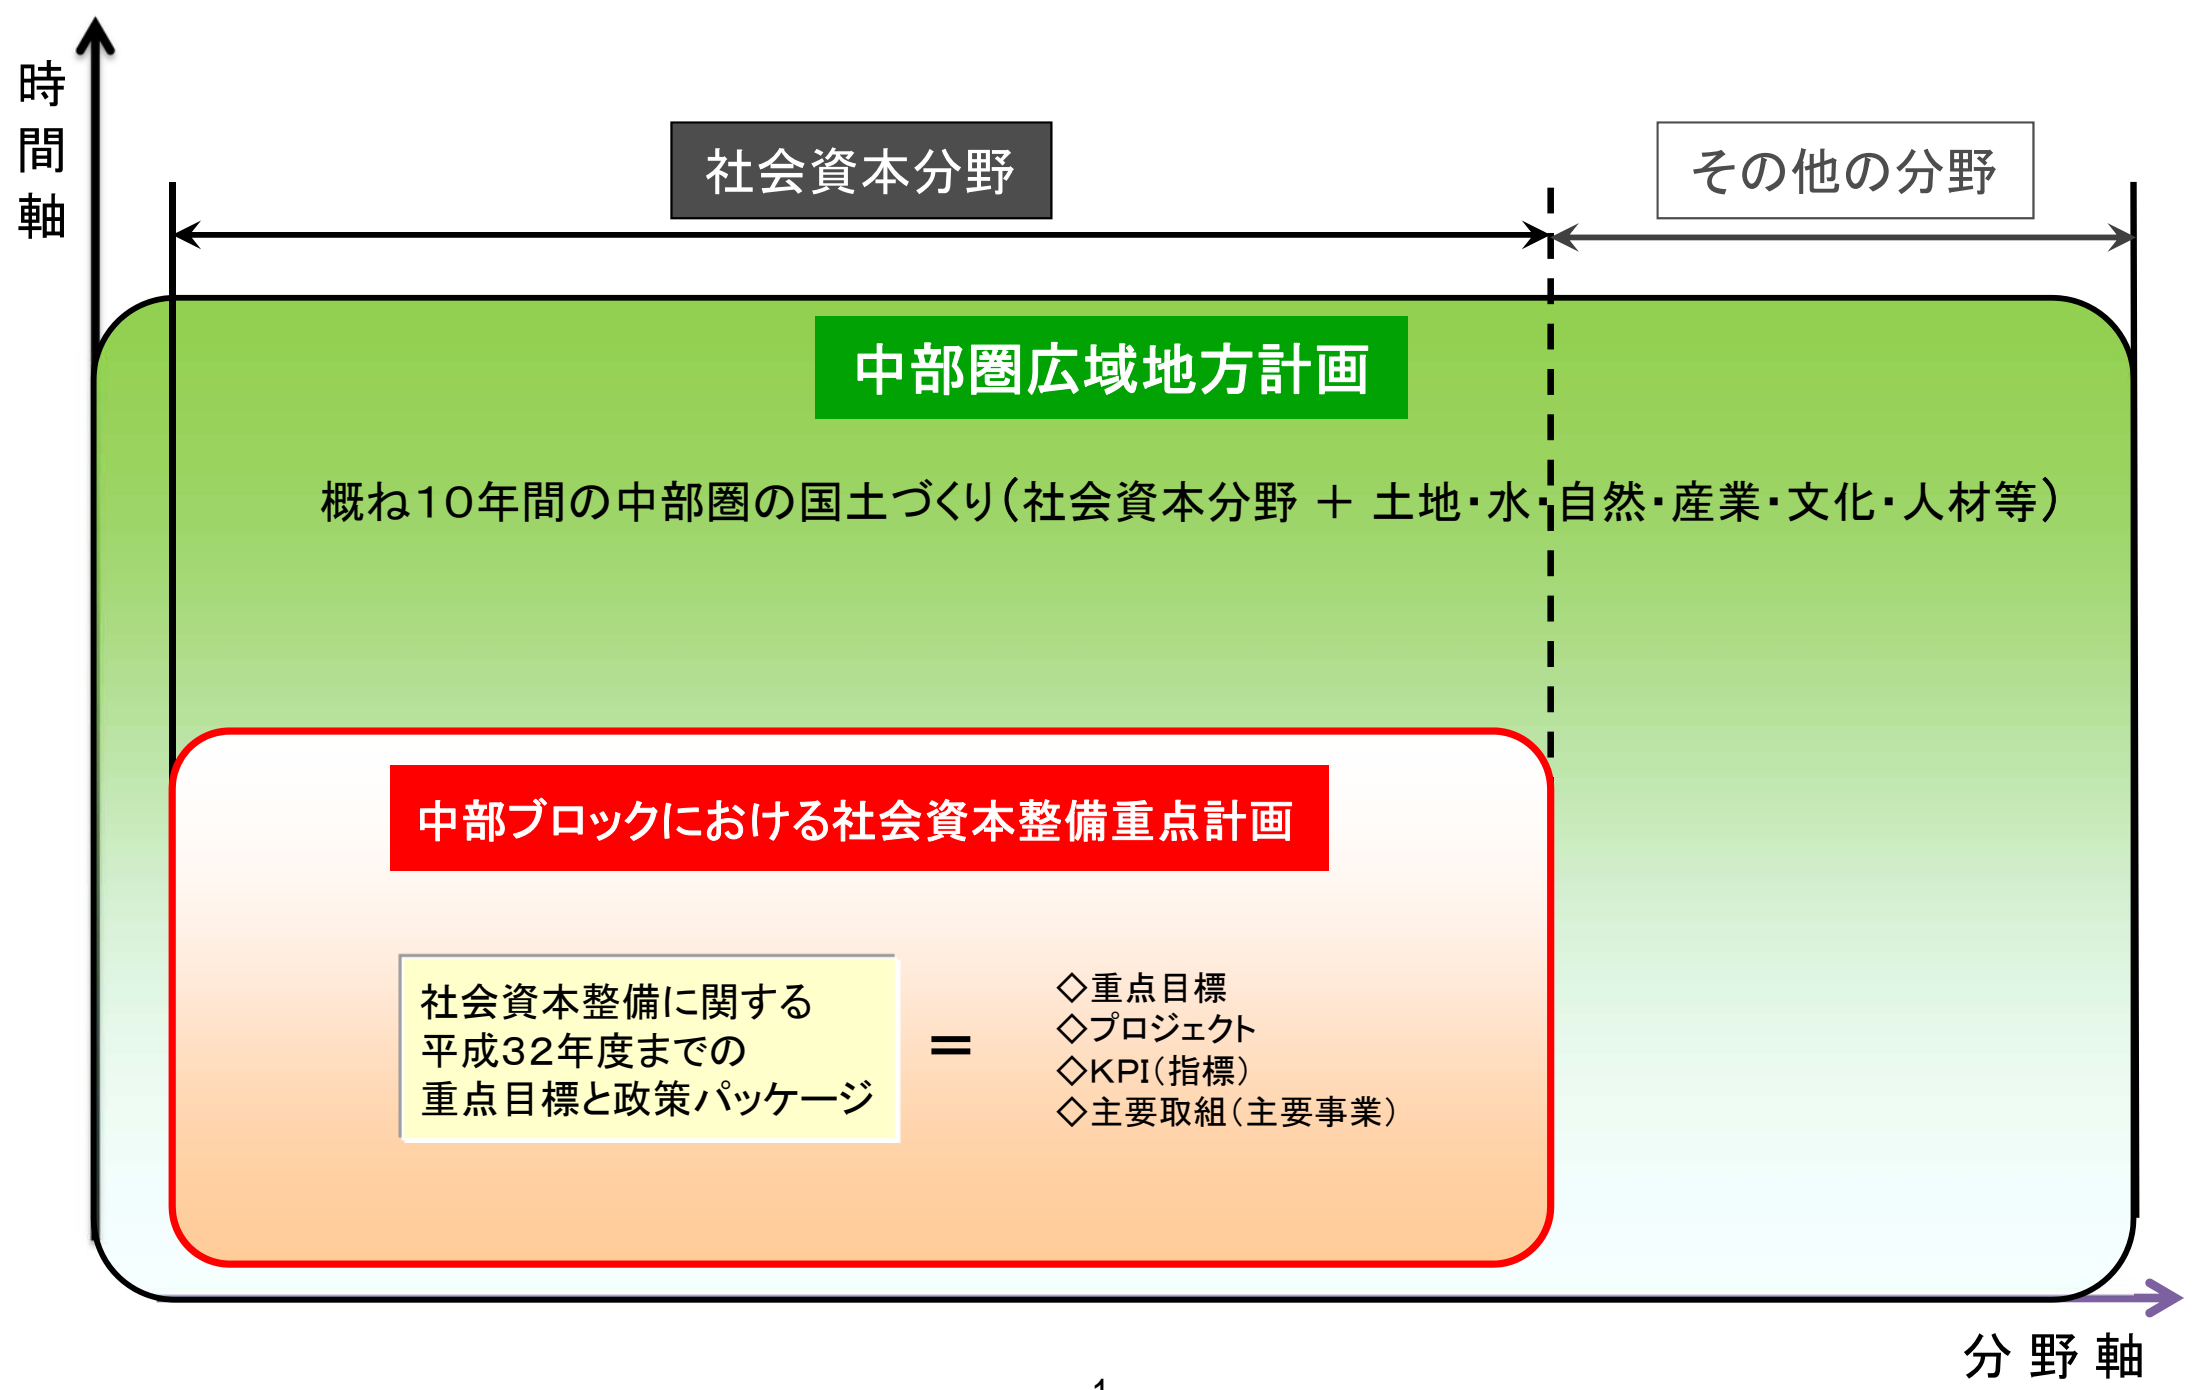 時間軸
社会資本分野
その他の分野
中部圏広域地方計画
概ね１０年間の中部圏の国土づくり（社会資本分野 ＋ 土地・水・自然・産業・文化・人材等）
中部ブロックにおける社会資本整備重点計画
社会資本整備に関する
平成３２年度までの
重点目標と政策パッケージ
＝
◇重点目標
◇プロジェクト
◇ＫＰＩ（指標）
◇主要取組（主要事業）
分野軸
1